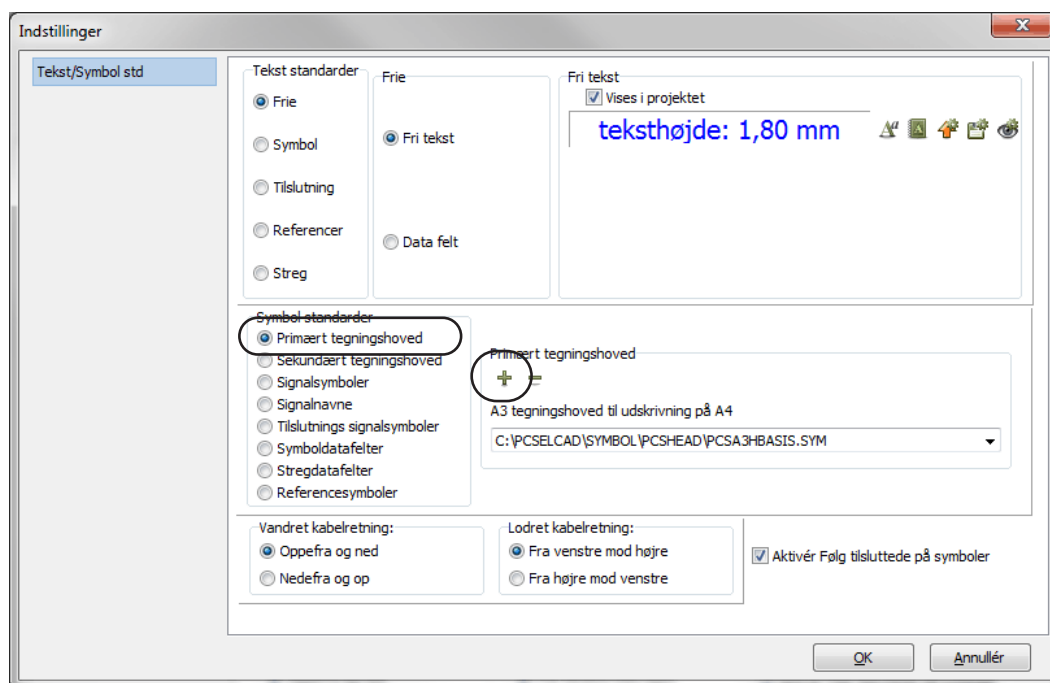 Indstillinger
Tekst/Symbol std
Tekst standarder
Frie
Symbol
Tilslutning
Referencer
Streg
Frie
Fri tekst
Data felt
Fri tekst
Vises i projektet
teksthøjde: 1,80 mm
Symbol standarder
Primært tegningshoved
Sekundært tegningshoved
Signalsymboler
Signalnavne
Tilslutnings signalsymboler
Symboldatafelter
Stregdatafelter
Referencesymboler
Primært tegningshoved
A3 tegningshoved til udskrivning på A4
C:\PCSELCAD\SYMBOL\PCSHEAD\PCSA3HBASIS.SYM
Vandret kabelretning:
Oppefra og ned
Nedefra og op
Lodret kabelretning:
Fra venstre mod højre
Fra højre mod venstre
Aktivér Følg tilsluttede på symboler
OK
Annullér